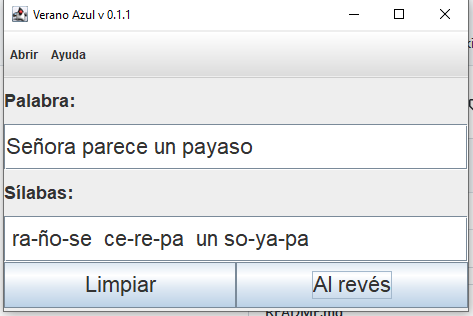 Verano Azul v 0.1.1
Abrir Ayuda
Palabra:
Señora parece un payaso
Sílabas:
ra-ño-se ce-re-pa un so-ya-pa
Limpiar Al revés